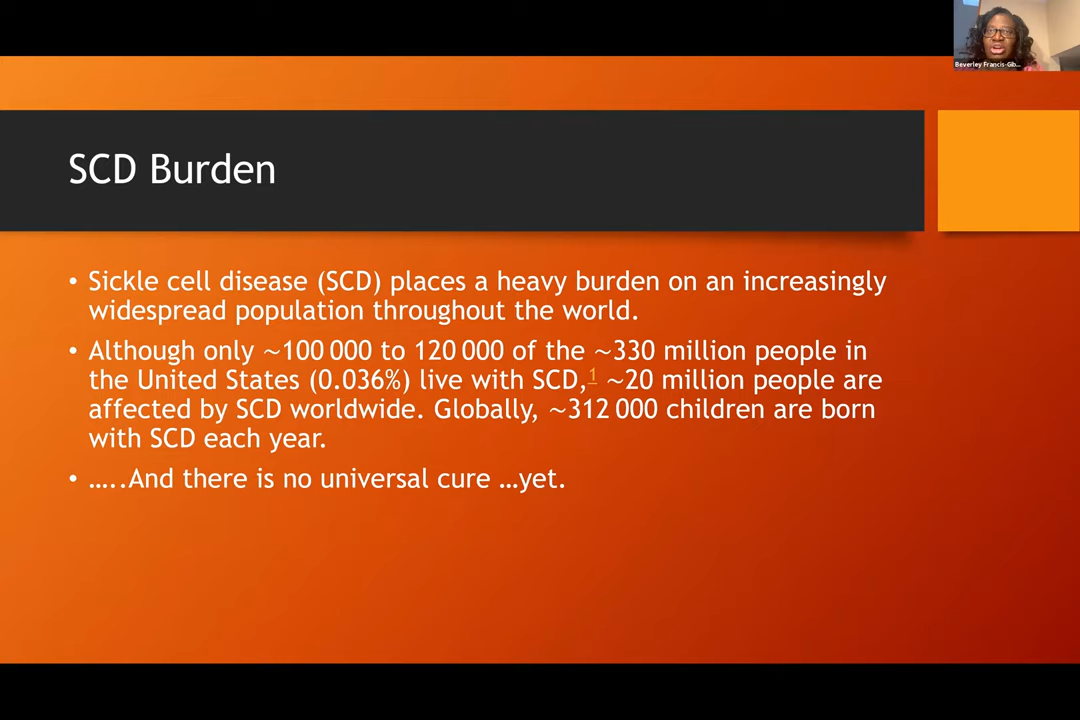 Beverley Francis-Gib...
SCD Burden
• Sickle cell disease (SCD) places a heavy burden on an increasingly
widespread population throughout the world.
• Although only ~100 000 to 120 000 of the ~330 million people in
the United States (0.036%) live with SCD,1 ~20 million people are
affected by SCD worldwide. Globally, ~312 000 children are born
with SCD each year.
• …..And there is no universal cure …yet.